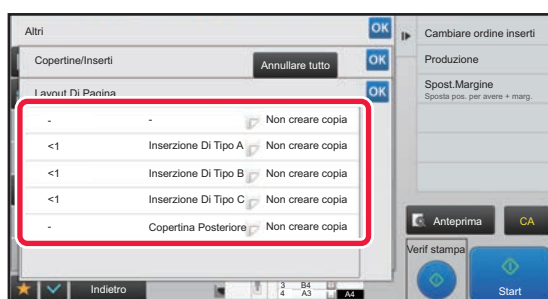 Altri
OK
Copertine/Inserti
Annullare tutto
OK
Layout Di Pagina
OK
- - Non creare copia
<1 Inserzione Di Tipo A Non creare copia
<1 Inserzione Di Tipo B Non creare copia
<1 Inserzione Di Tipo C Non creare copia
- Copertina Posteriore Non creare copia
Indietro
3 B4
4 A3
A4
Cambiare ordine inserti
Produzione
Spost.Margine
Sposta pos. per avere + marg.
Anteprima
CA
Verif stampa
Start